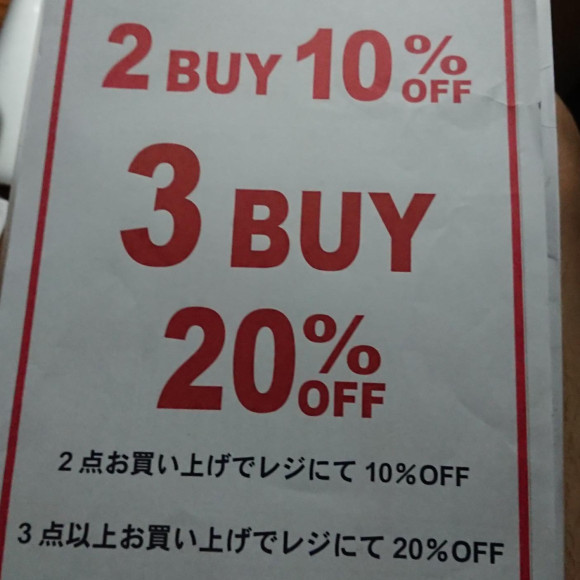 2 BUY 10% OFF
3 BUY
20% OFF
2点お買い上げでレジにて 10%OFF
3点以上お買い上げでレジにて 20%OFF